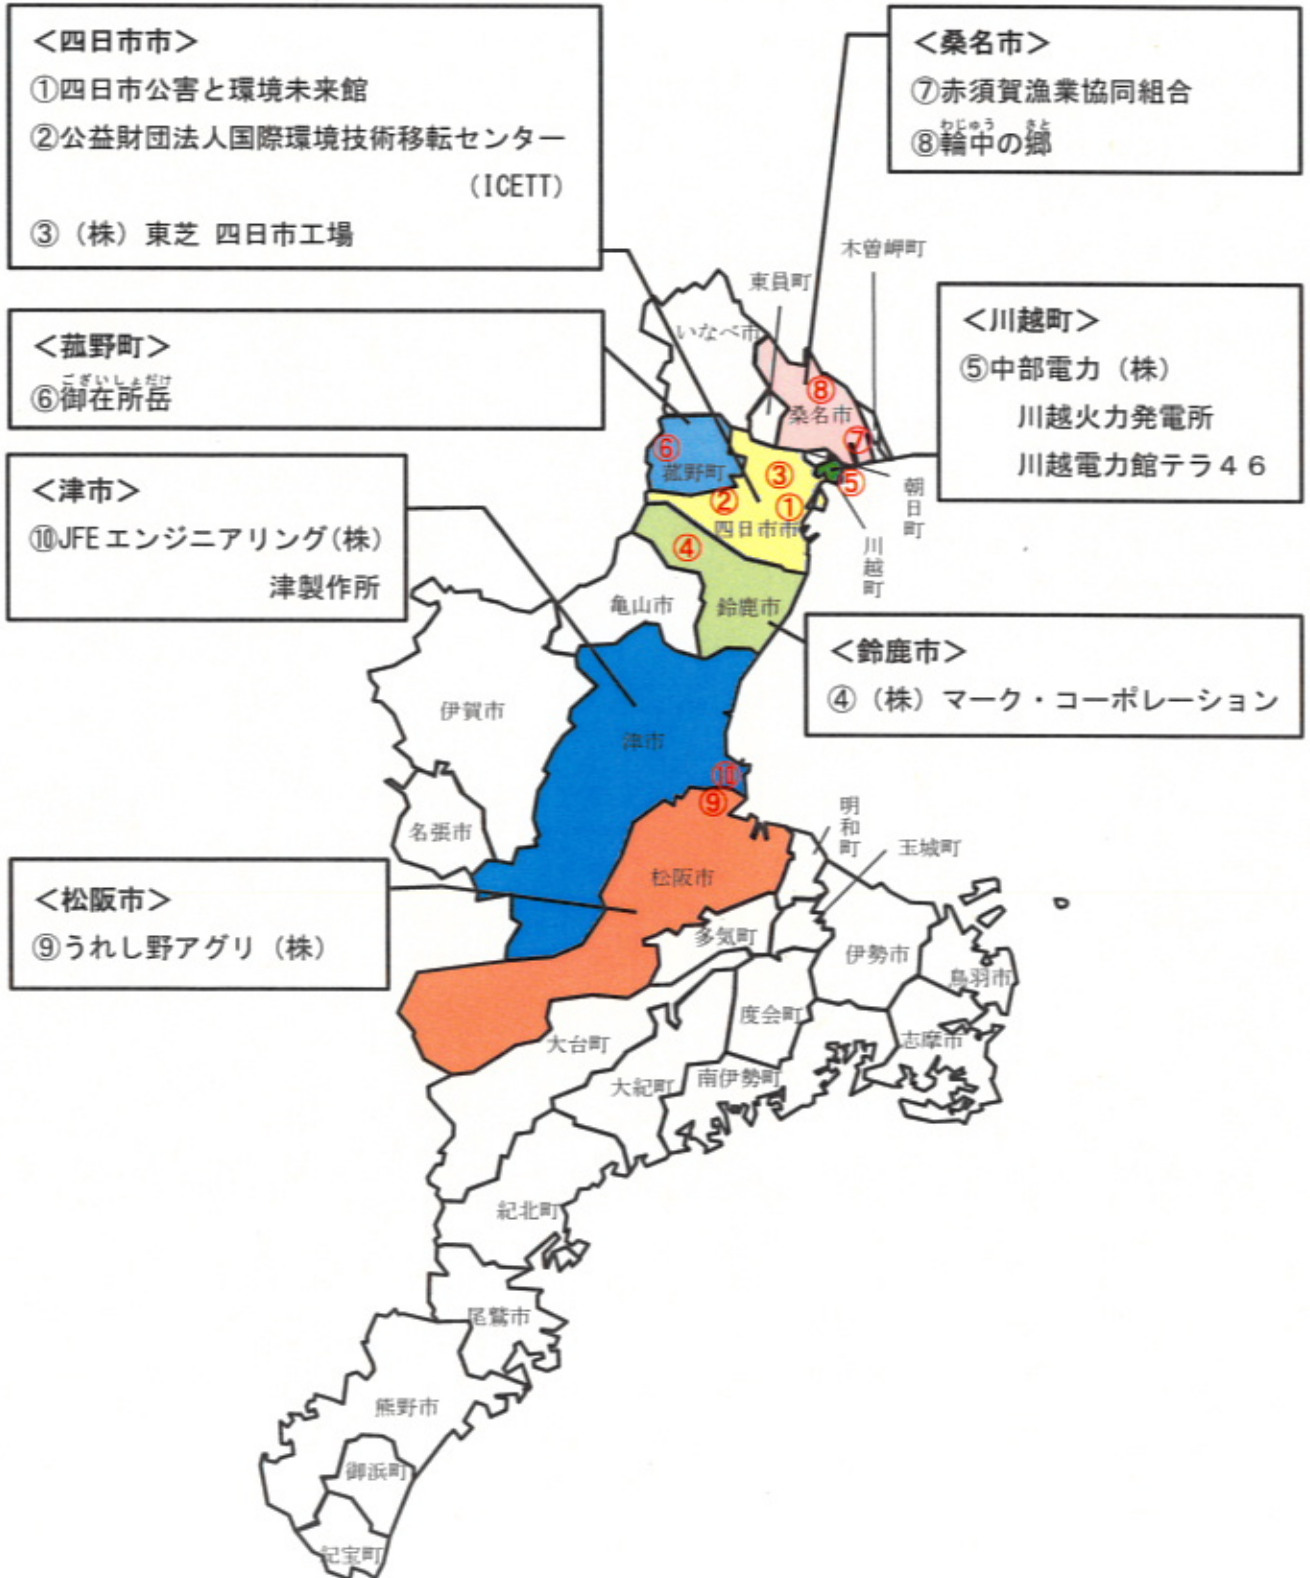 <四日市市>
①四日市公害と環境未来館
②公益財団法人国際環境技術移転センター
(ICETT)
③(株)東芝 四日市工場
<桑名市>
⑦赤須賀漁業協同組合
わじゅう さと
⑧輪中の郷
<菰野町>
ございしょだけ
⑥御在所岳
<川越町>
⑤中部電力(株)
川越火力発電所
川越電力館テラ46
<津市>
⑩JFEエンジニアリング(株)
津製作所
<鈴鹿市>
④(株)マーク・コーポレーション
<松阪市>
⑨うれし野アグリ(株)
木曽岬町
東員町
いなべ市
⑧
桑名市
⑦
⑥
菰野町
③
⑤
②
①
四日市市
朝日町
川越町
④
亀山市
鈴鹿市
伊賀市
津市
⑩
⑨
名張市
明和町
玉城町
松阪市
多気町
伊勢市
鳥羽市
度会町
大台町
志摩市
大紀町
南伊勢町
紀北町
尾鷲市
熊野市
御浜町
紀宝町